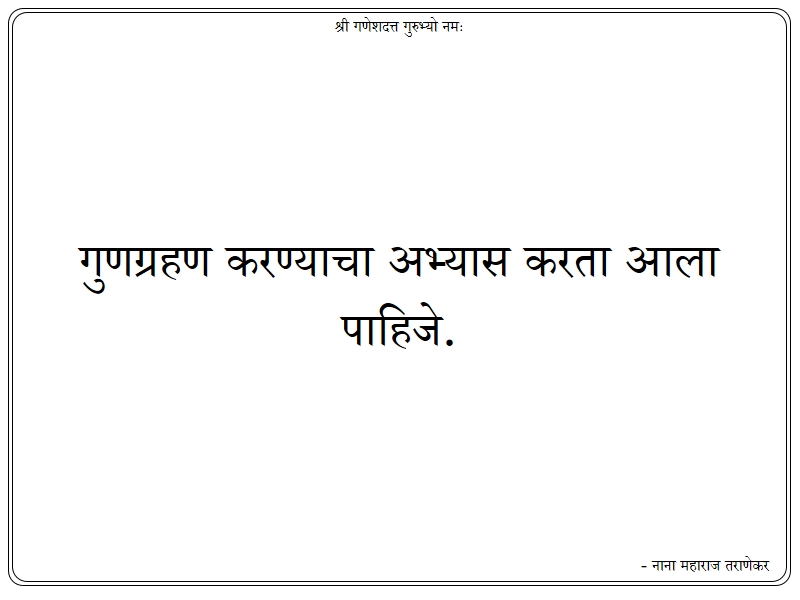 श्री गणेशदत्त गुरुभ्यो नमः
गुणग्रहण करण्याचा अभ्यास करता आला
पाहिजे.
- नाना महाराज तराणेकर